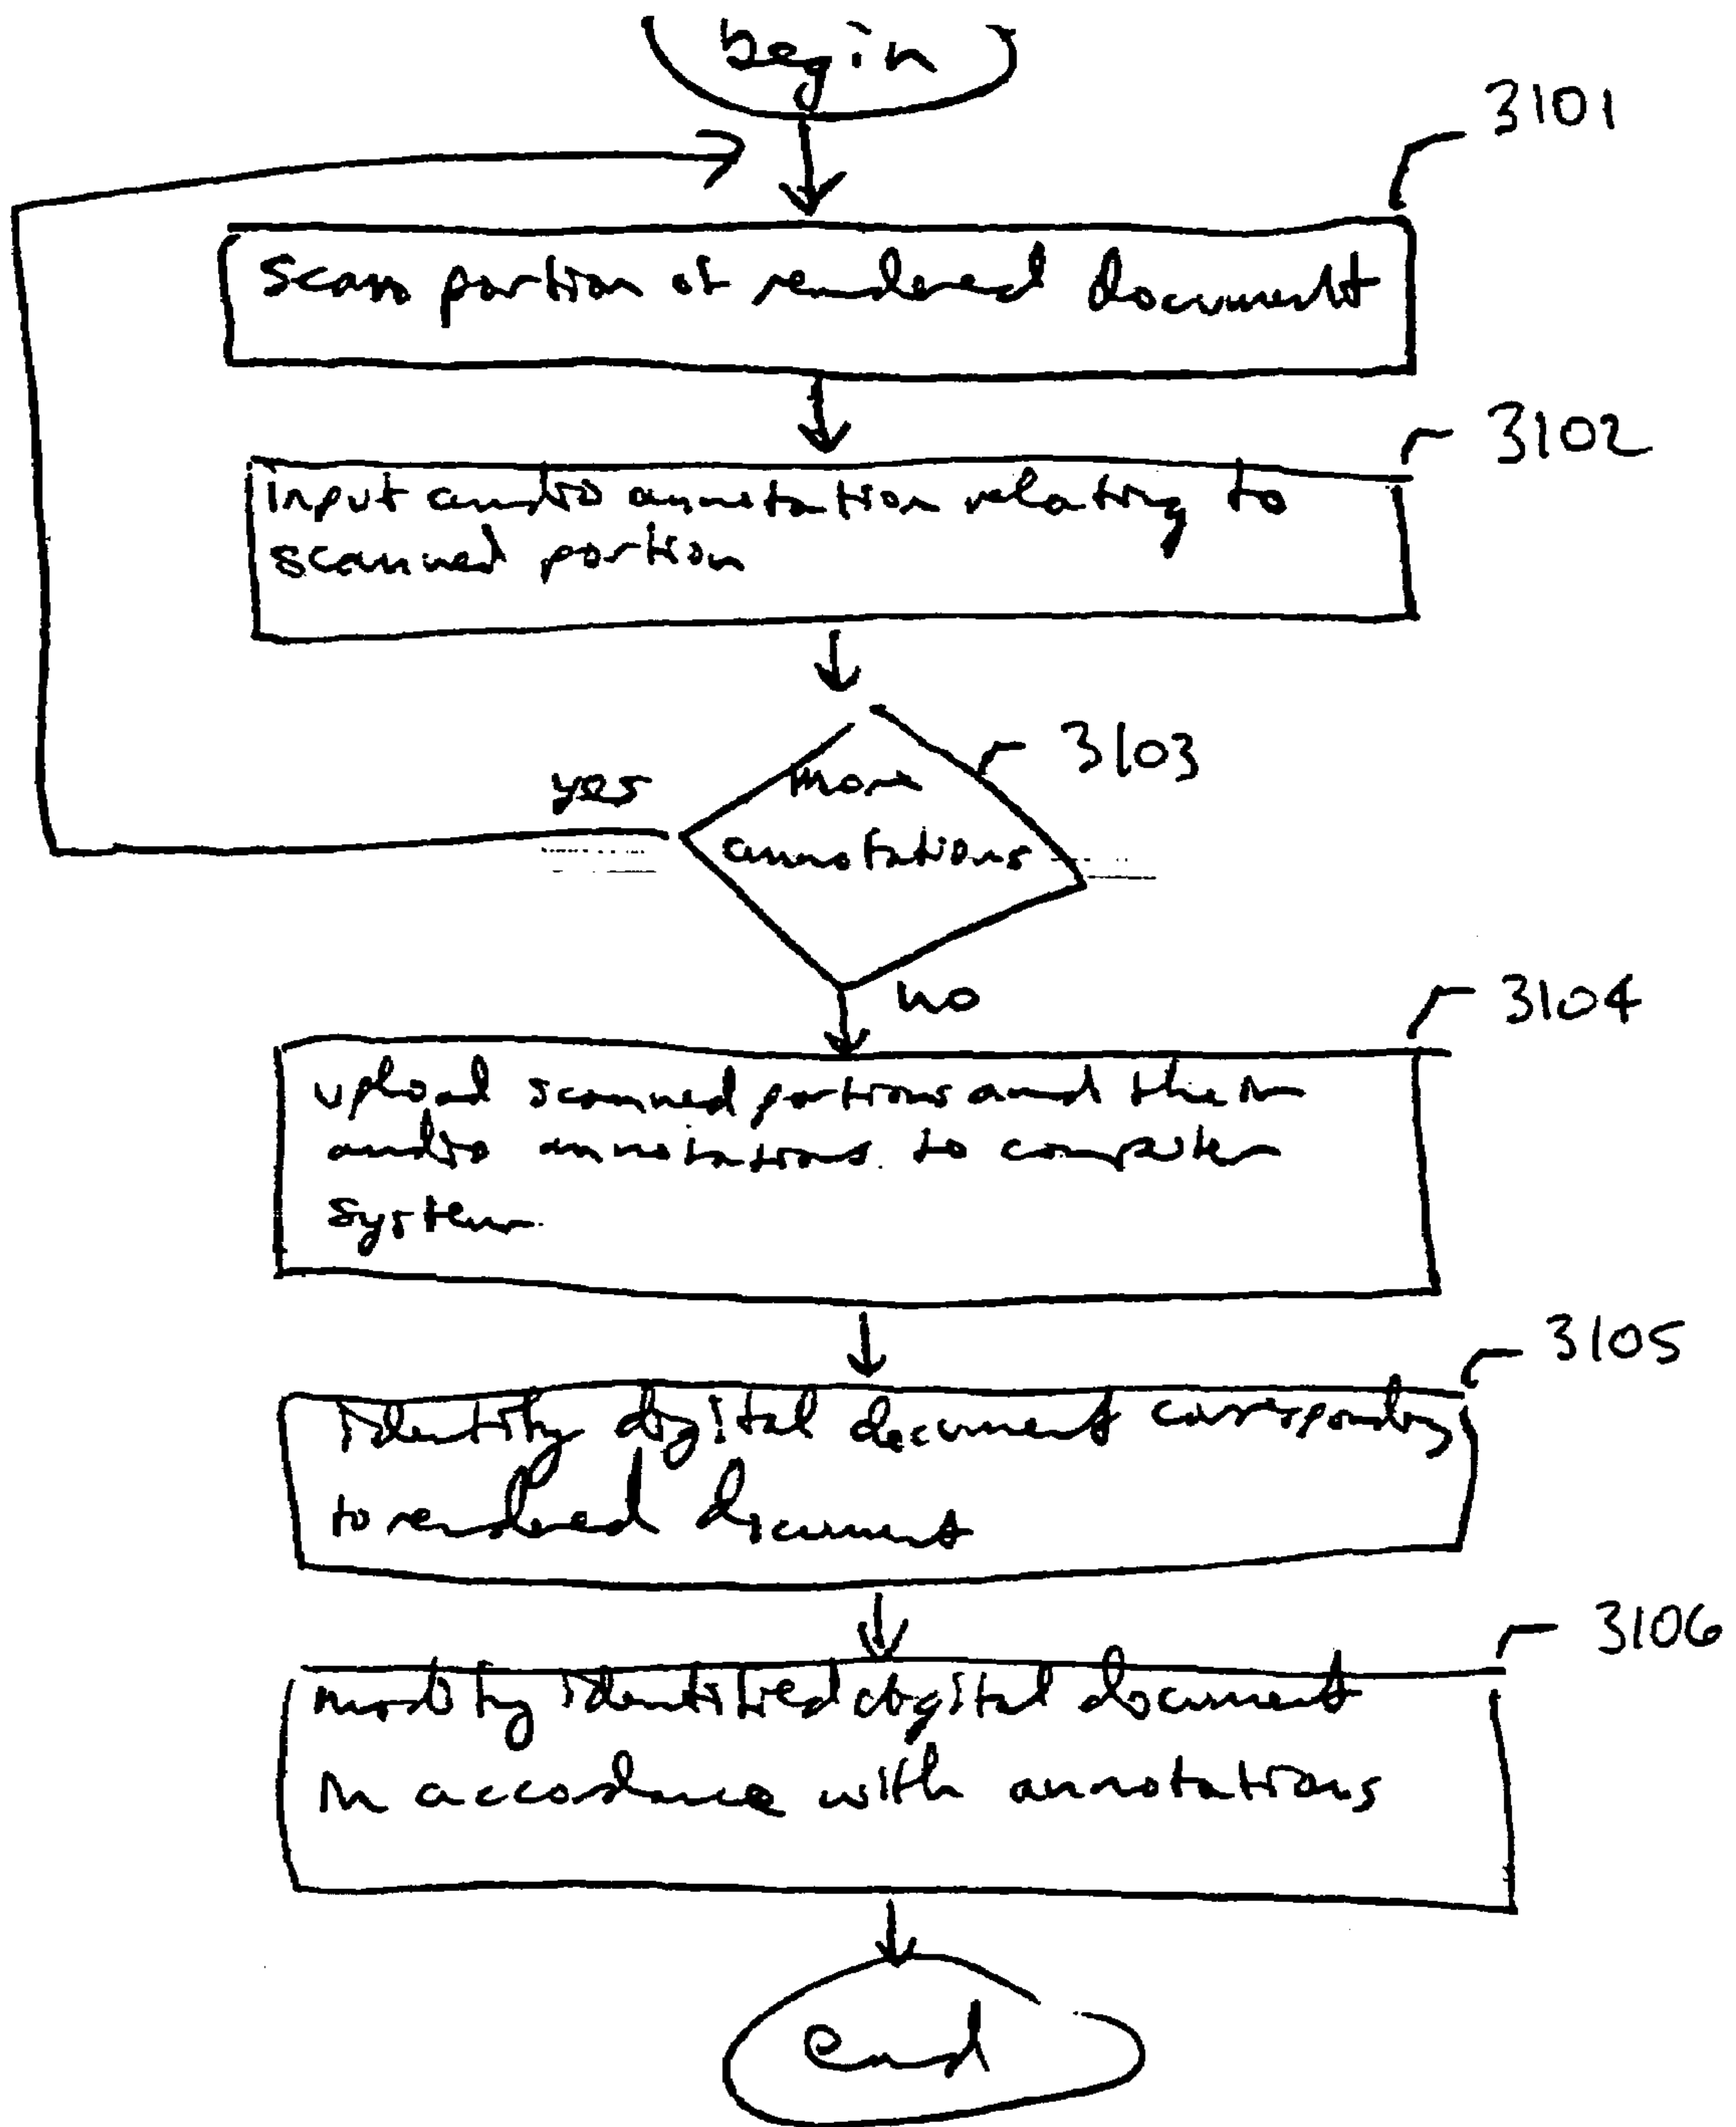 begin
3101
scan portion of rendered document
3102
input audio annotation relating to
scanned portion
3103
yes
more
annotations
no
3104
upload scanned portions and their
audio annotations to computer
system
3105
identify digital document corresponding
to rendered document
3106
modify identified digital document
in accordance with annotations
end